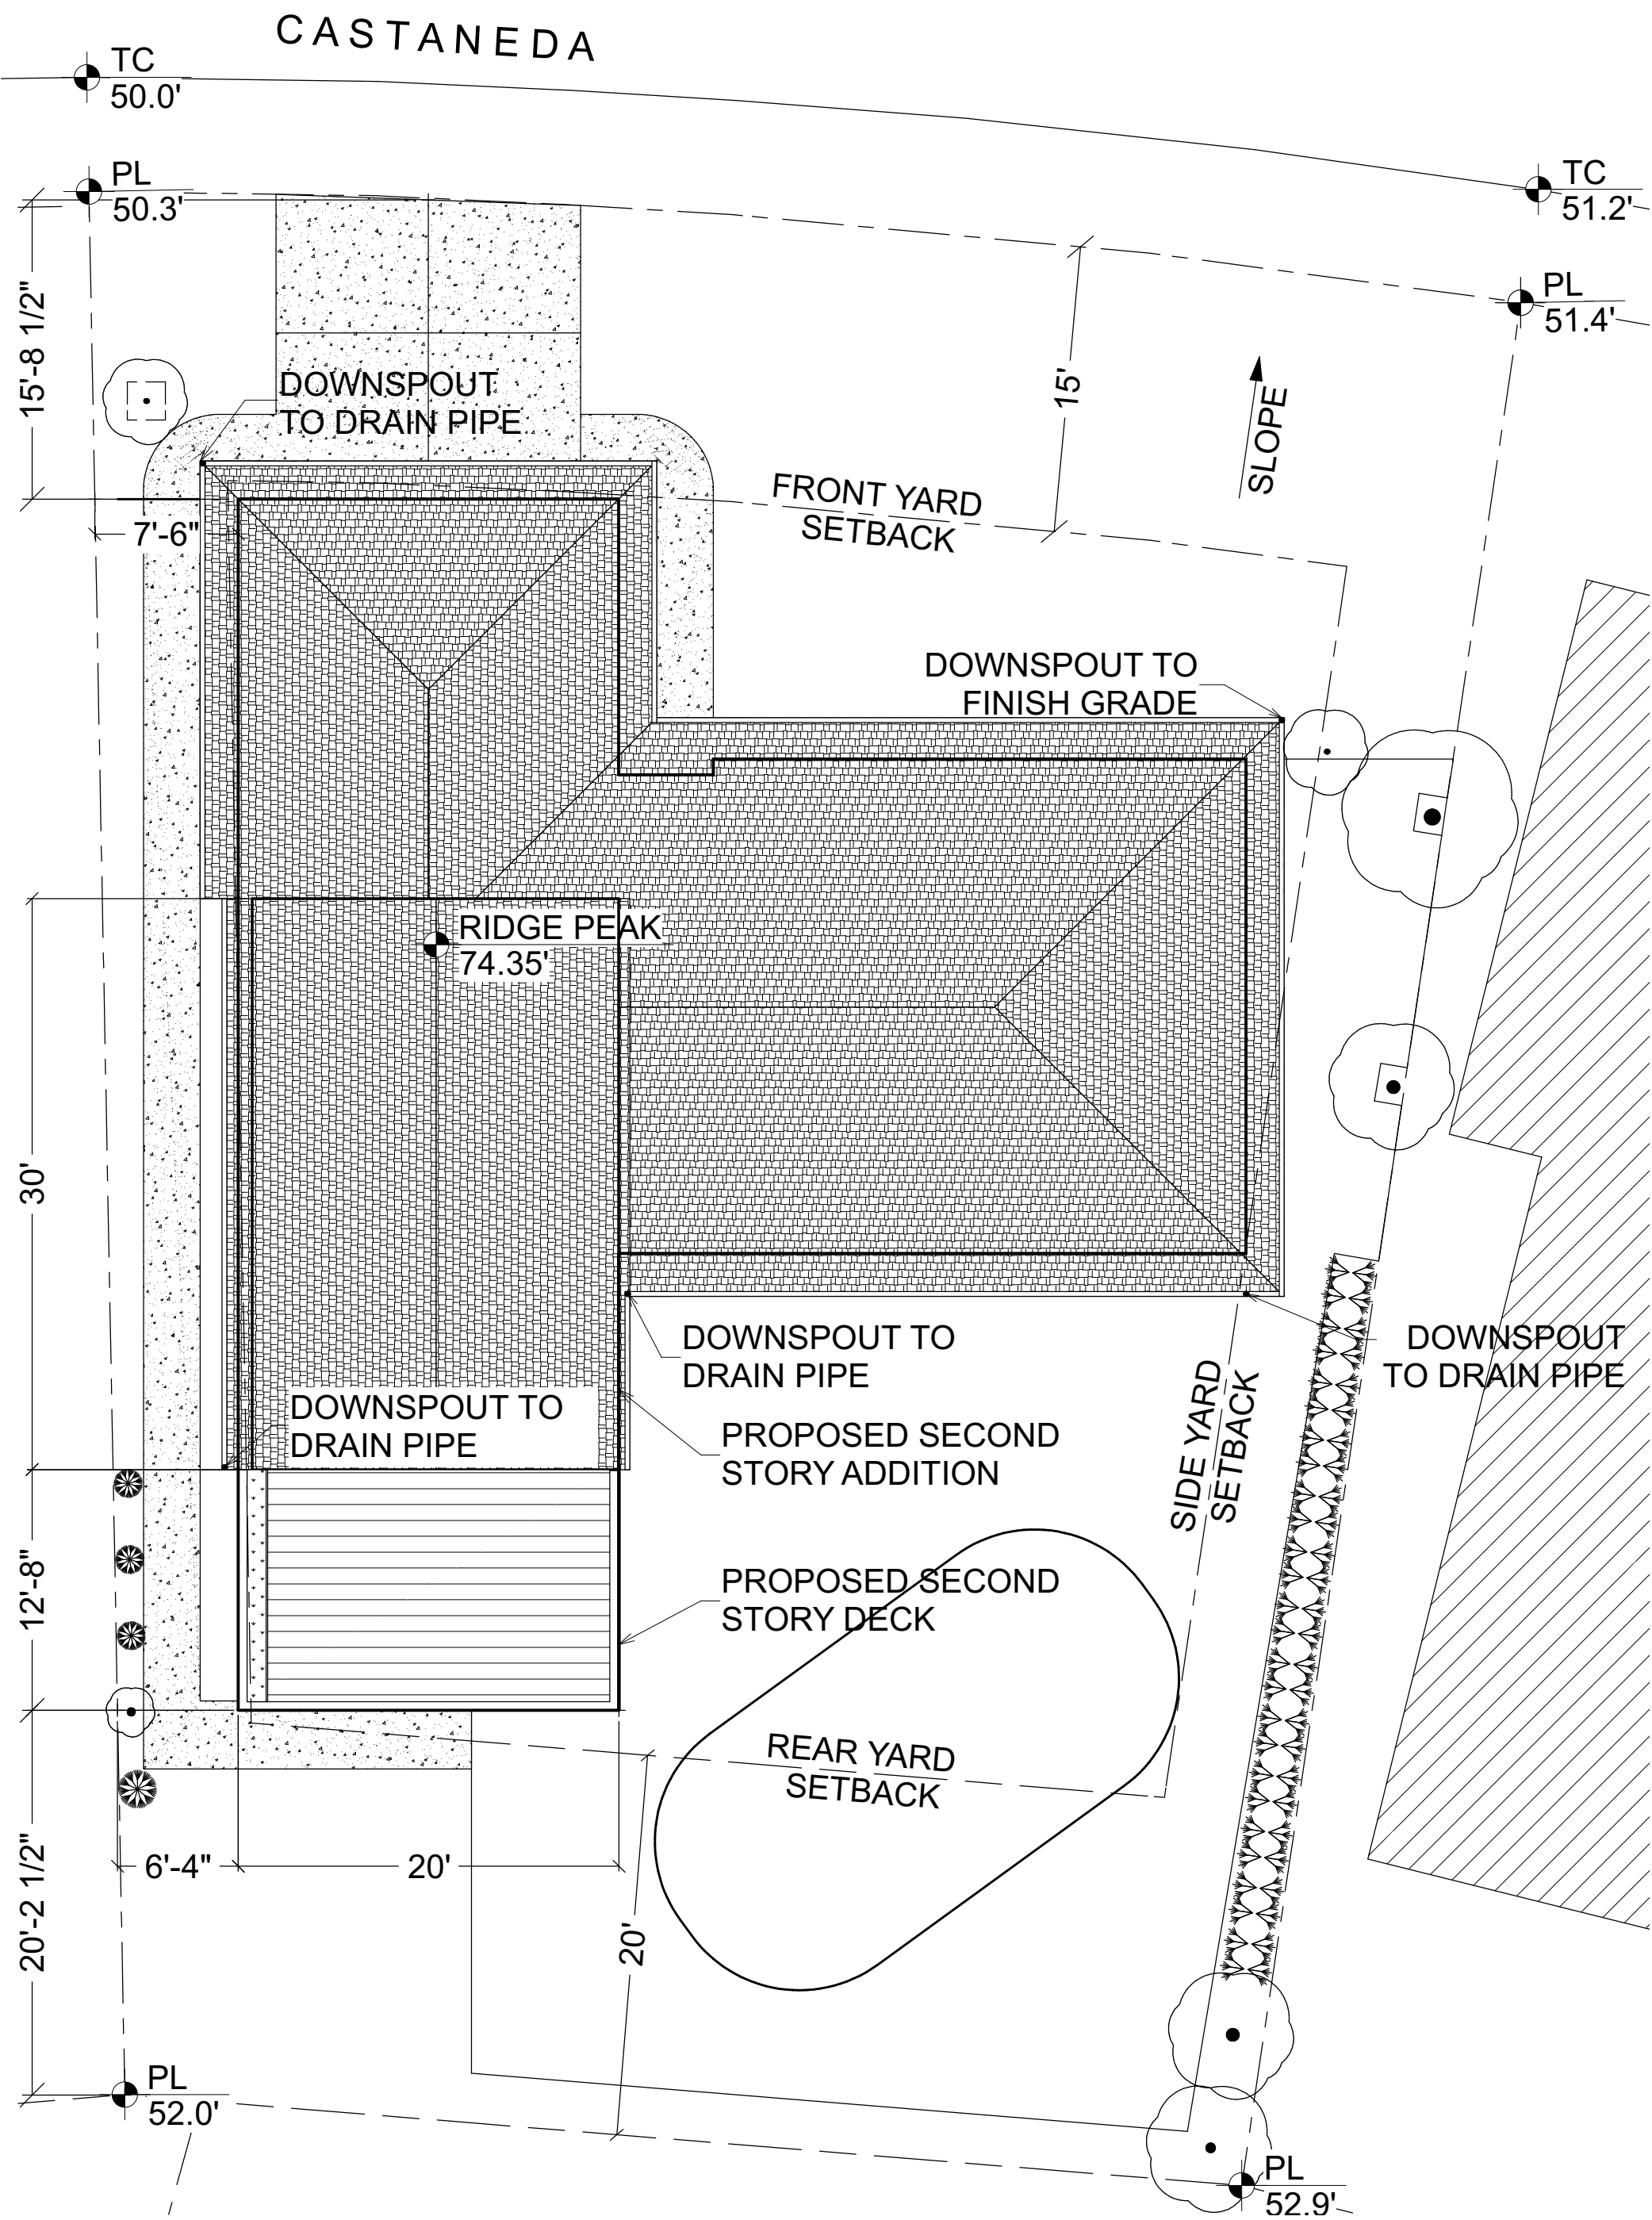 CASTANEDA
TC
50.0'
PL
50.3'
TC
51.2'
PL
51.4'
15'-8 1/2"
15'
SLOPE
DOWNSPOUT
TO DRAIN PIPE
7'-6"
FRONT YARD
SETBACK
DOWNSPOUT TO
FINISH GRADE
RIDGE PEAK
74.35'
30'
DOWNSPOUT TO
DRAIN PIPE
DOWNSPOUT
TO DRAIN PIPE
DOWNSPOUT TO
DRAIN PIPE
PROPOSED SECOND
STORY ADDITION
SIDE YARD
SETBACK
12'-8"
PROPOSED SECOND
STORY DECK
REAR YARD
SETBACK
6'-4"
20'
20'-2 1/2"
20'
PL
52.0'
PL
52.9'